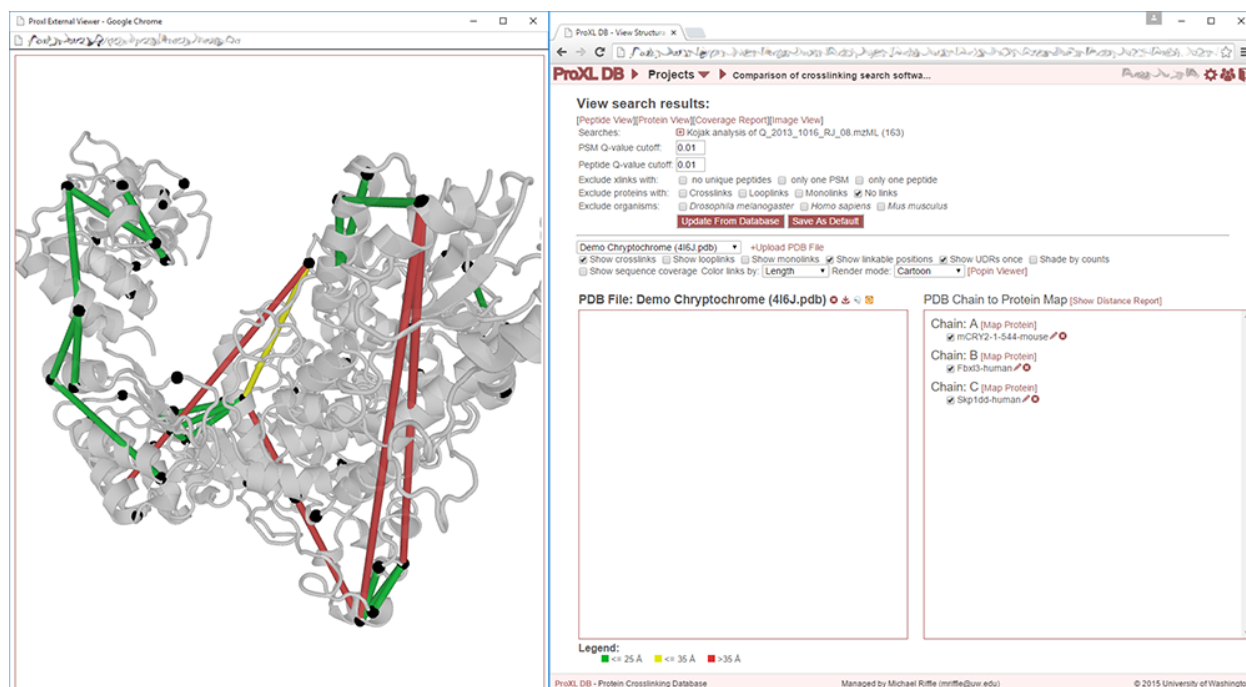 Proxl External Viewer - Google Chrome
ProXL DB - View Structur
ProXL DB Projects Comparison of crosslinking search softwa...
View search results:
[Peptide View][Protein View][Coverage Report][Image View]
Searches: Kojak analysis of Q_2013_1016_RJ_08.mzML (163)
PSM Q-value cutoff: 0.01
Peptide Q-value cutoff: 0.01
Exclude xlinks with: no unique peptides only one PSM only one peptide
Exclude proteins with: Crosslinks Looplinks Monolinks No links
Exclude organisms: Drosophila melanogaster Homo sapiens Mus musculus
Update From Database Save As Default
Demo Chryptochrome (4I6J.pdb) +Upload PDB File
Show crosslinks Show looplinks Show monolinks Show linkable positions Show UDRs once Shade by counts
Show sequence coverage Color links by: Length Render mode: Cartoon [Popin Viewer]
PDB File: Demo Chryptochrome (4I6J.pdb)
PDB Chain to Protein Map [Show Distance Report]
Chain: A [Map Protein]
mCRY2-1-544-mouse
Chain: B [Map Protein]
Fbxl3-human
Chain: C [Map Protein]
Skp1dd-human
Legend:
<= 25 Å <= 35 Å >35 Å
ProXL DB - Protein Crosslinking Database Managed by Michael Riffle (mriffle@uw.edu) © 2015 University of Washingto